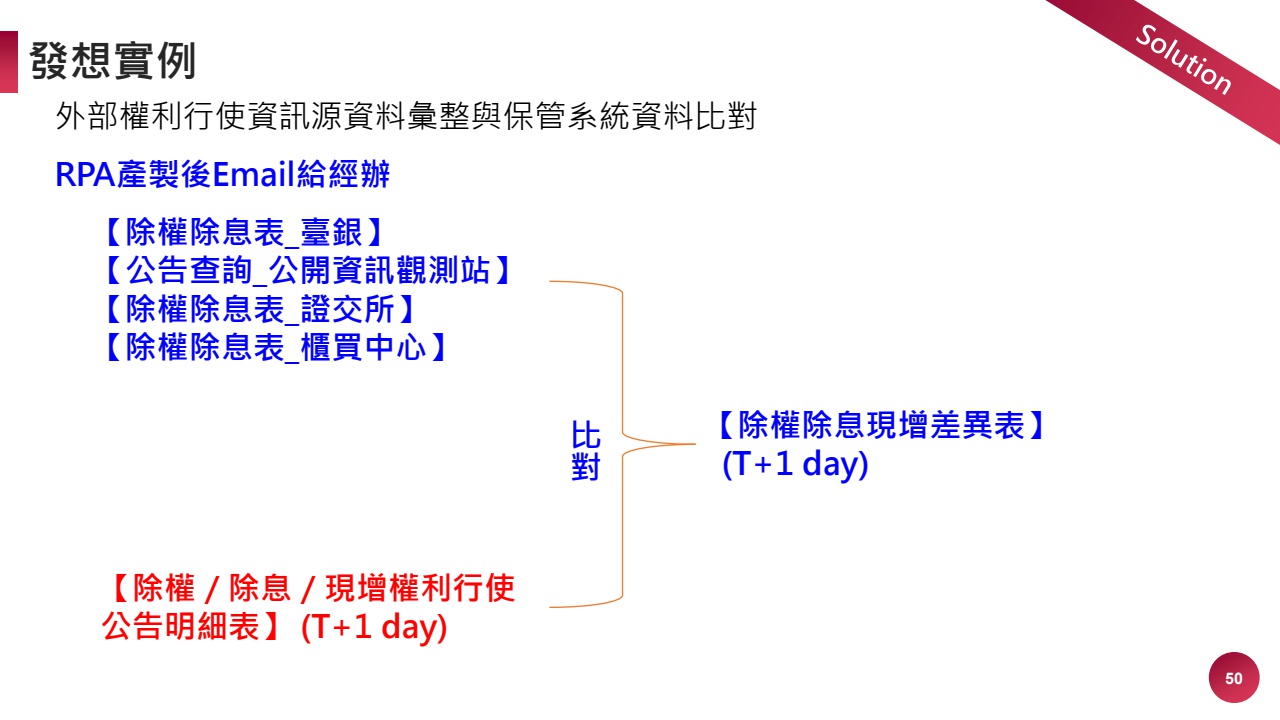 發想實例
Solution
外部權利行使資訊源資料彙整與保管系統資料比對
RPA產製後Email給經辦
【除權除息表_臺銀】
【公告查詢_公開資訊觀測站】
【除權除息表_證交所】
【除權除息表_櫃買中心】
比
對
【除權除息現增差異表】
(T+1 day)
【除權 / 除息 / 現增權利行使
公告明細表】 (T+1 day)
50